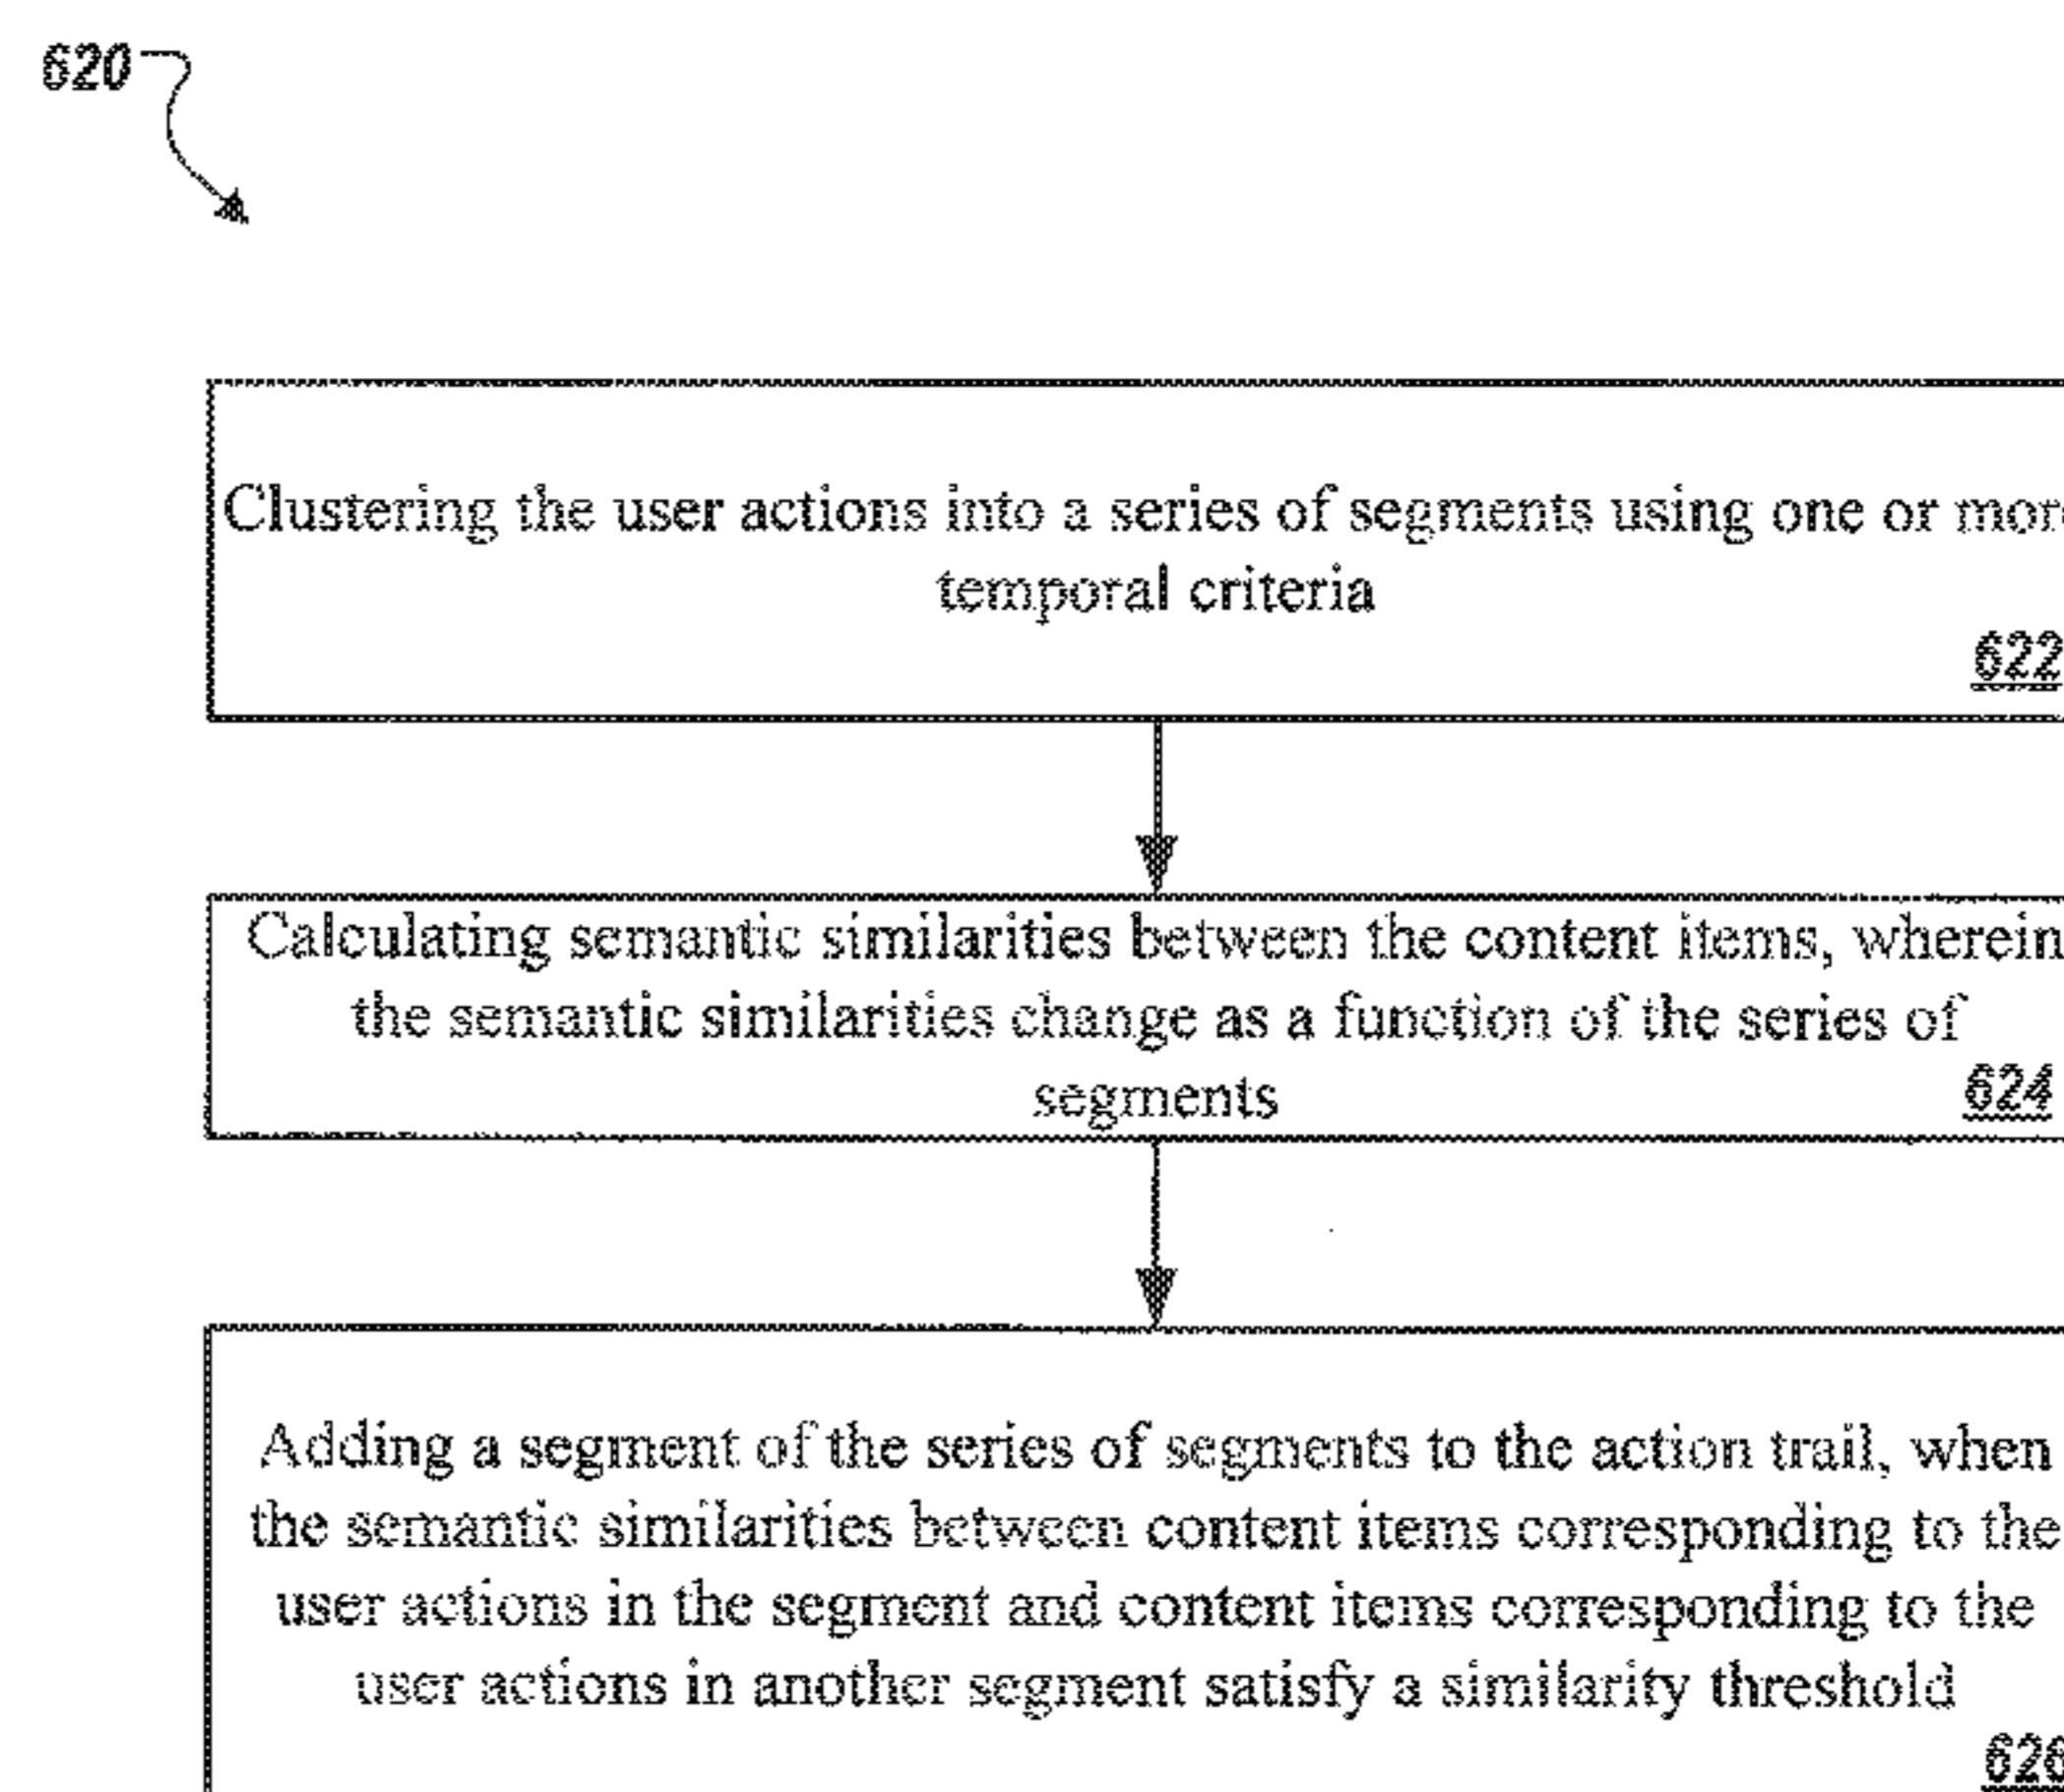 620
Clustering the user actions into a series of segments using one or more
temporal criteria
622
Calculating semantic similarities between the content items, wherein
the semantic similarities change as a function of the series of
segments
624
Adding a segment of the series of segments to the action trail, when
the semantic similarities between content items corresponding to the
user actions in the segment and content items corresponding to the
user actions in another segment satisfy a similarity threshold
626